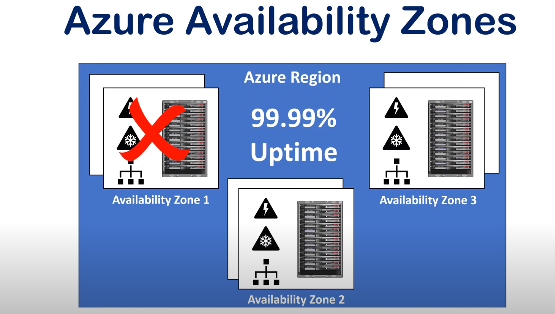 Azure Availability Zones
Azure Region
99.99%
Uptime
Availability Zone 1
Availability Zone 3
Availability Zone 2